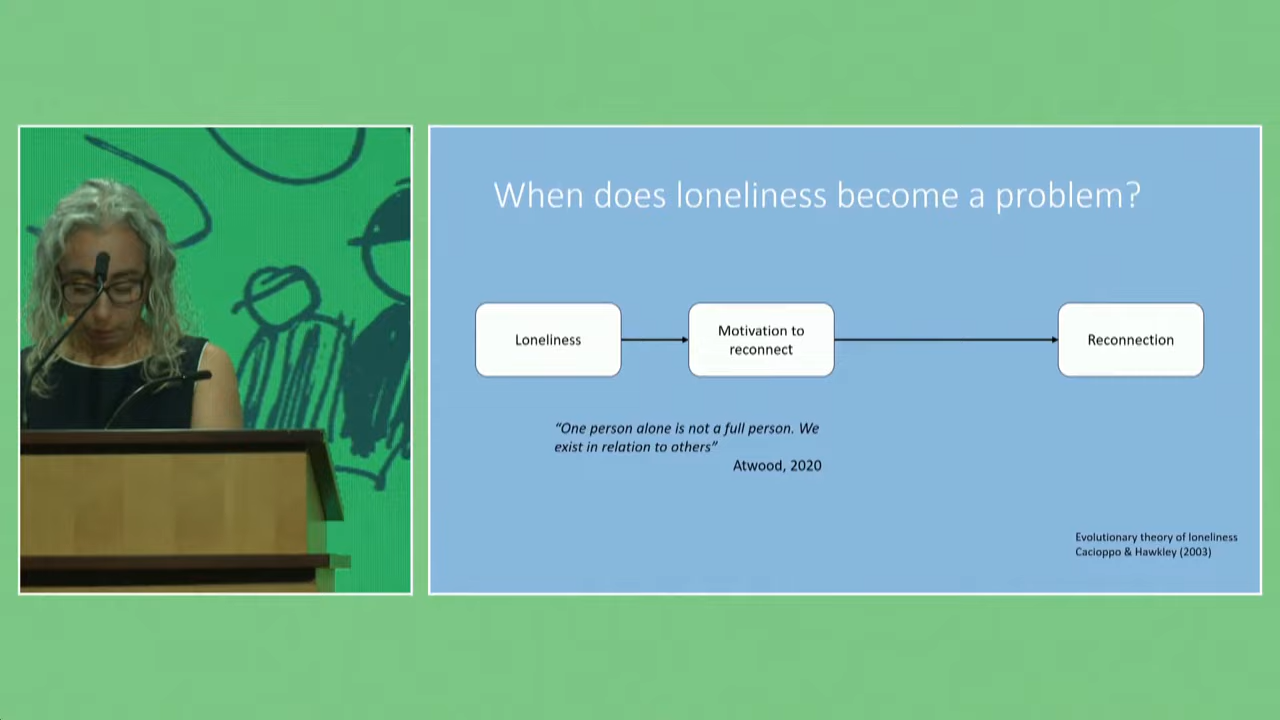 When does loneliness become a problem?
Loneliness
Motivation to
reconnect
Reconnection
“One person alone is not a full person. We
exist in relation to others”
Atwood, 2020
Evolutionary theory of loneliness
Cacioppo & Hawkley (2003)